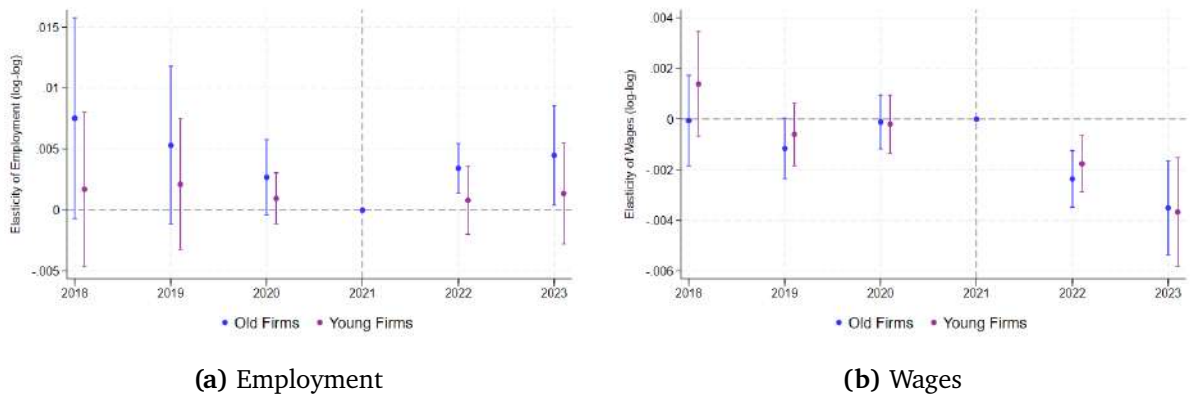 Elasticity of Employment (log-log)
.015
.01
.005
0
-.005
2018 2019 2020 2021 2022 2023
Old Firms Young Firms
(a) Employment
Elasticity of Wages (log-log)
.004
.002
0
-.002
-.004
-.006
2018 2019 2020 2021 2022 2023
Old Firms Young Firms
(b) Wages